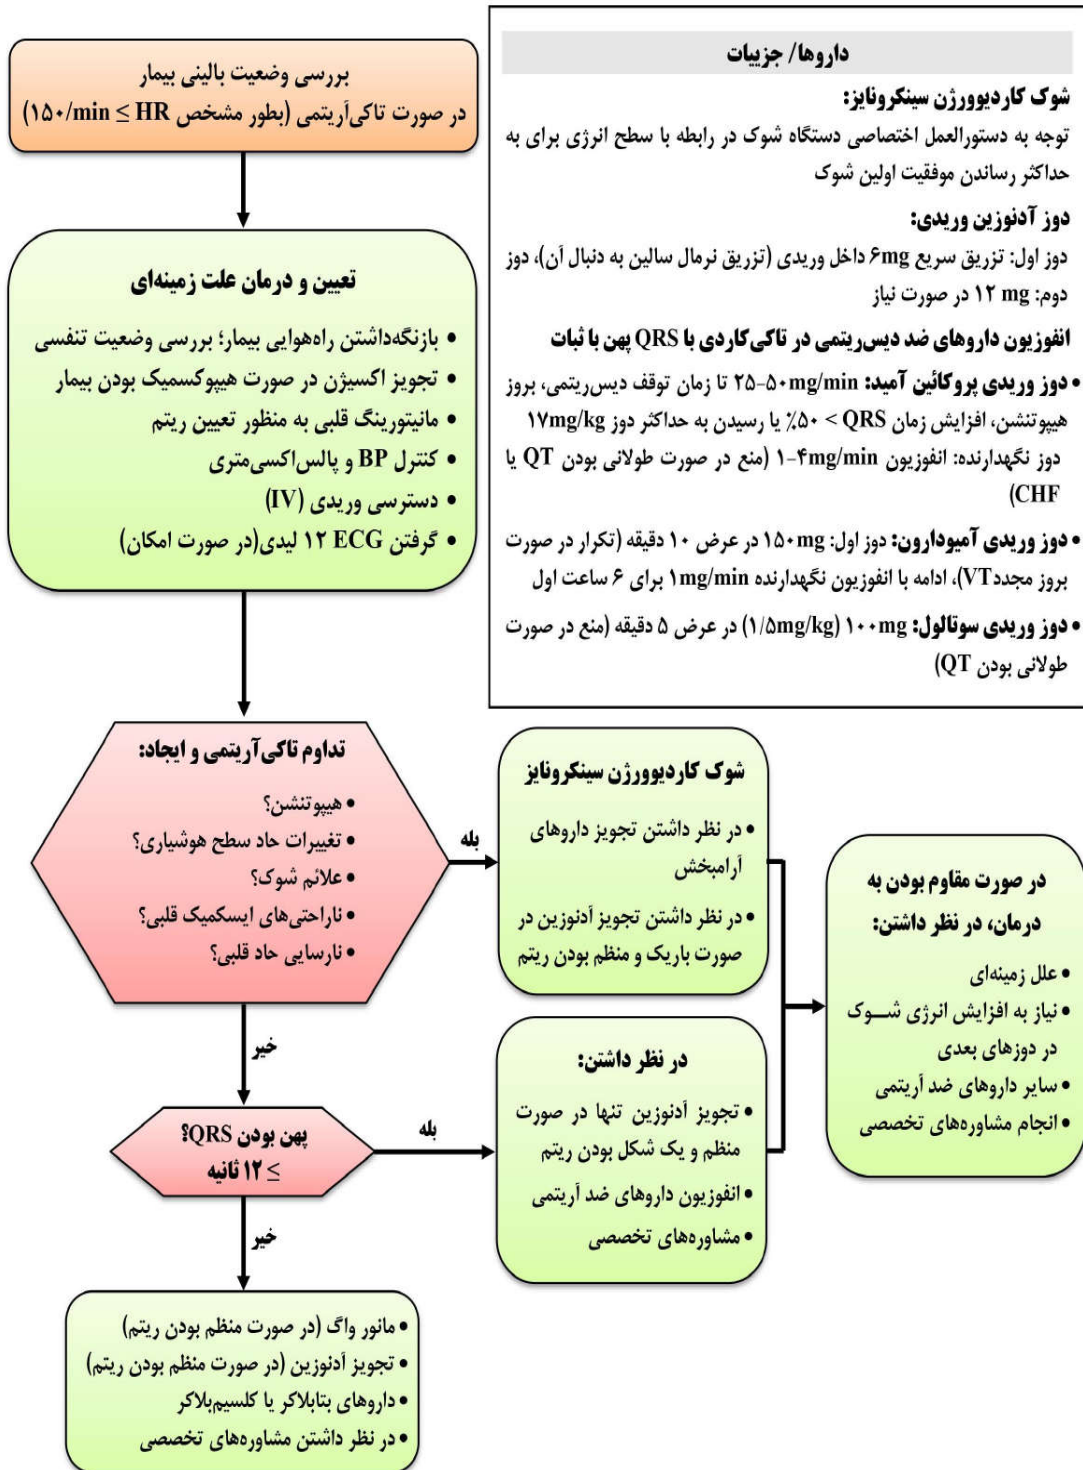 بررسی وضعیت بالینی بیمار
در صورت تاکی‌آریتمی (بطور مشخص ۱۵۰/min ≤ HR)
تعیین و درمان علت زمینه‌ای
• بازنگه‌داشتن راه‌هوایی بیمار؛ بررسی وضعیت تنفسی
• تجویز اکسیژن در صورت هیپوکسمیک بودن بیمار
• مانیتورینگ قلبی به منظور تعیین ریتم
• کنترل BP و پالس‌اکسی‌متری
• دسترسی وریدی (IV)
• گرفتن ECG ۱۲ لیدی(در صورت امکان)
داروها/ جزییات
شوک کاردیوورژن سینکرونایز:
توجه به دستورالعمل اختصاصی دستگاه شوک در رابطه با سطح انرژی برای به
حداکثر رساندن موفقیت اولین شوک
دوز آدنوزین وریدی:
دوز اول: تزریق سریع ۶mg داخل وریدی (تزریق نرمال سالین به دنبال آن)، دوز
دوم: ۱۲ mg در صورت نیاز
انفوزیون داروهای ضد دیس‌ریتمی در تاکی‌کاردی با QRS پهن با ثبات
• دوز وریدی پروکائین آمید: ۲۵-۵۰mg/min تا زمان توقف دیس‌ریتمی، بروز
هیپوتنشن، افزایش زمان QRS > ۵۰٪ یا رسیدن به حداکثر دوز ۱۷mg/kg
دوز نگهدارنده: انفوزیون ۱-۴mg/min (منع در صورت طولانی بودن QT یا
CHF)
• دوز وریدی آمیودارون: دوز اول: ۱۵۰mg در عرض ۱۰ دقیقه (تکرار در صورت
بروز مجددVT)، ادامه با انفوزیون نگهدارنده ۱mg/min برای ۶ ساعت اول
• دوز وریدی سوتالول: ۱۰۰mg (۱/۵mg/kg) در عرض ۵ دقیقه (منع در صورت
طولانی بودن QT)
تداوم تاکی‌آریتمی و ایجاد:
• هیپوتنشن؟
• تغییرات حاد سطح هوشیاری؟
• علائم شوک؟
• ناراحتی‌های ایسکمیک قلبی؟
• نارسایی حاد قلبی؟
بله
شوک کاردیوورژن سینکرونایز
• در نظر داشتن تجویز داروهای
آرامبخش
• در نظر داشتن تجویز آدنوزین در
صورت باریک و منظم بودن ریتم
در صورت مقاوم بودن به
درمان، در نظر داشتن:
• علل زمینه‌ای
• نیاز به افزایش انرژی شـــوک
در دوزهای بعدی
• سایر داروهای ضد آریتمی
• انجام مشاوره‌های تخصصی
خیر
پهن بودن QRS؟
≥ ۱۲ ثانیه
بله
در نظر داشتن:
• تجویز آدنوزین تنها در صورت
منظم و یک شکل بودن ریتم
• انفوزیون داروهای ضد آریتمی
• مشاوره‌های تخصصی
خیر
• مانور واگ (در صورت منظم بودن ریتم)
• تجویز آدنوزین (در صورت منظم بودن ریتم)
• داروهای بتابلاکر یا کلسیم‌بلاکر
• در نظر داشتن مشاوره‌های تخصصی